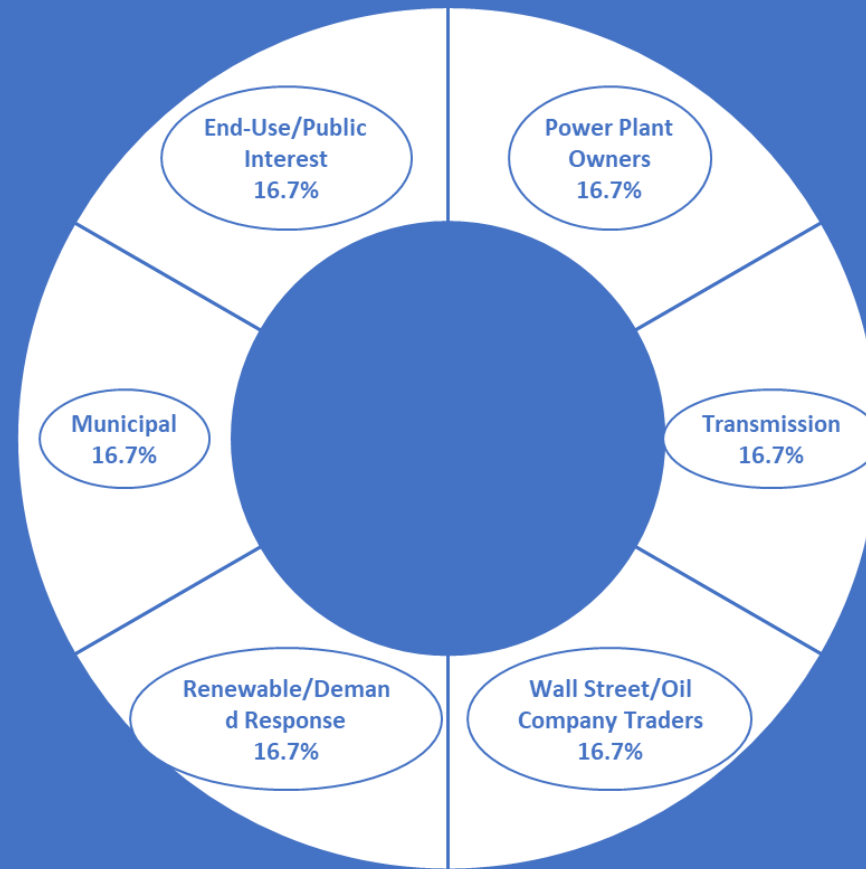 End-Use/Public
Interest
16.7%
Power Plant
Owners
16.7%
Municipal
16.7%
Transmission
16.7%
Renewable/Deman
d Response
16.7%
Wall Street/Oil
Company Traders
16.7%